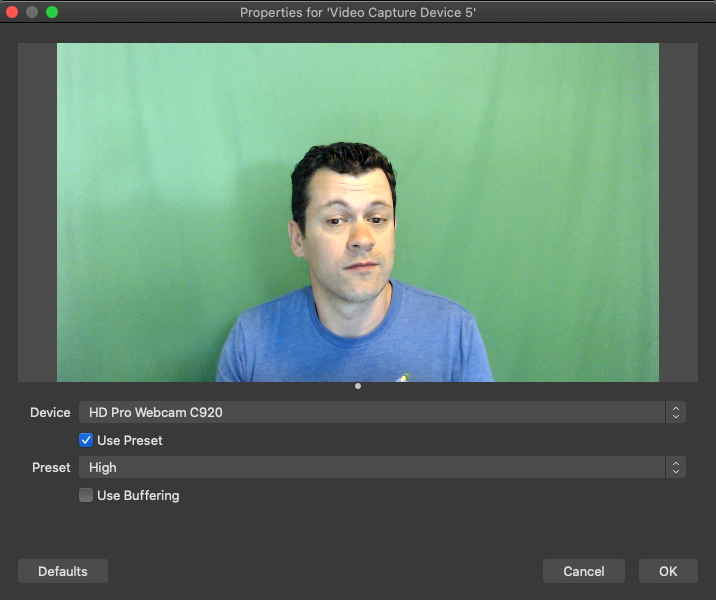 Properties for 'Video Capture Device 5'
Device HD Pro Webcam C920
Use Preset
Preset High
Use Buffering
Defaults Cancel OK